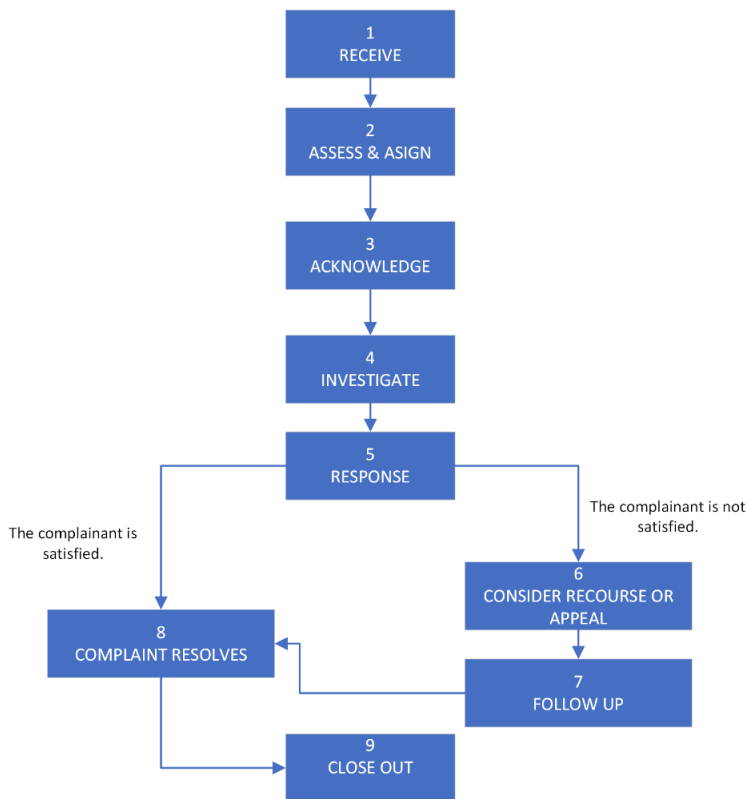 1
RECEIVE
2
ASSESS & ASIGN
3
ACKNOWLEDGE
4
INVESTIGATE
5
RESPONSE
The complainant is
satisfied.
The complainant is not
satisfied.
6
CONSIDER RECOURSE OR
APPEAL
7
FOLLOW UP
8
COMPLAINT RESOLVES
9
CLOSE OUT